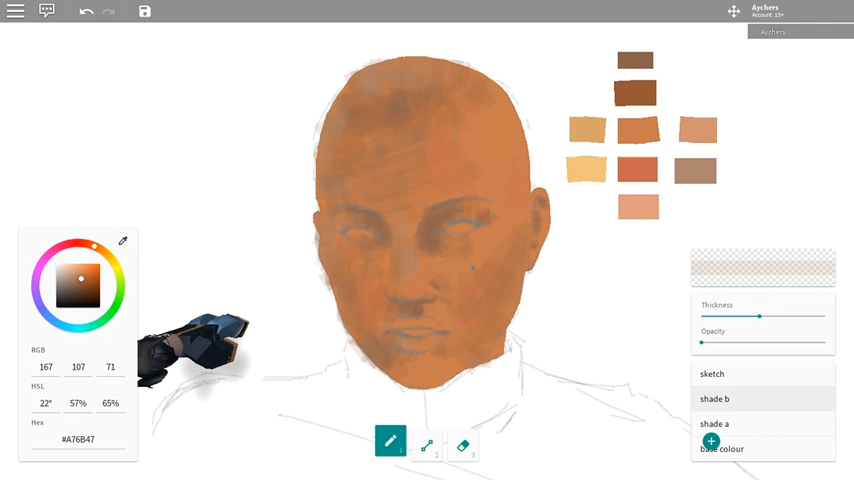 Aychers
Account: 13+
Aychers
RGB
167 107 71
HSL
22° 57% 65%
Hex
#A76B47
1
2
3
Thickness
Opacity
sketch
shade b
shade a
base colour